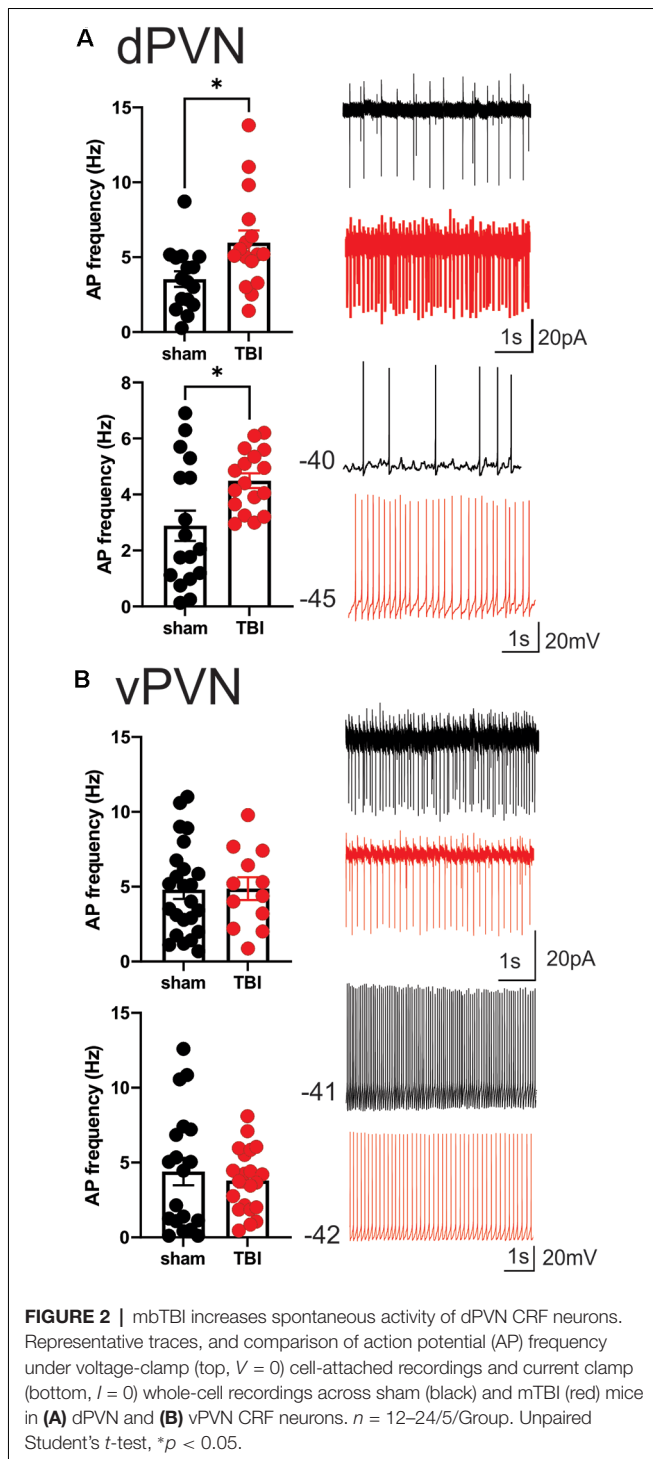 A dPVN
*
15
10
5
0
AP frequency (Hz)
sham TBI
1s 20pA
*
8
6
4
2
0
AP frequency (Hz)
sham TBI
-40
-45
1s 20mV
B vPVN
15
10
5
0
AP frequency (Hz)
sham TBI
1s 20pA
15
10
5
0
AP frequency (Hz)
sham TBI
-41
-42
1s 20mV
FIGURE 2 | mbTBI increases spontaneous activity of dPVN CRF neurons.
Representative traces, and comparison of action potential (AP) frequency
under voltage-clamp (top, V = 0) cell-attached recordings and current clamp
(bottom, I = 0) whole-cell recordings across sham (black) and mTBI (red) mice
in (A) dPVN and (B) vPVN CRF neurons. n = 12–24/5/Group. Unpaired
Student's t-test, *p < 0.05.